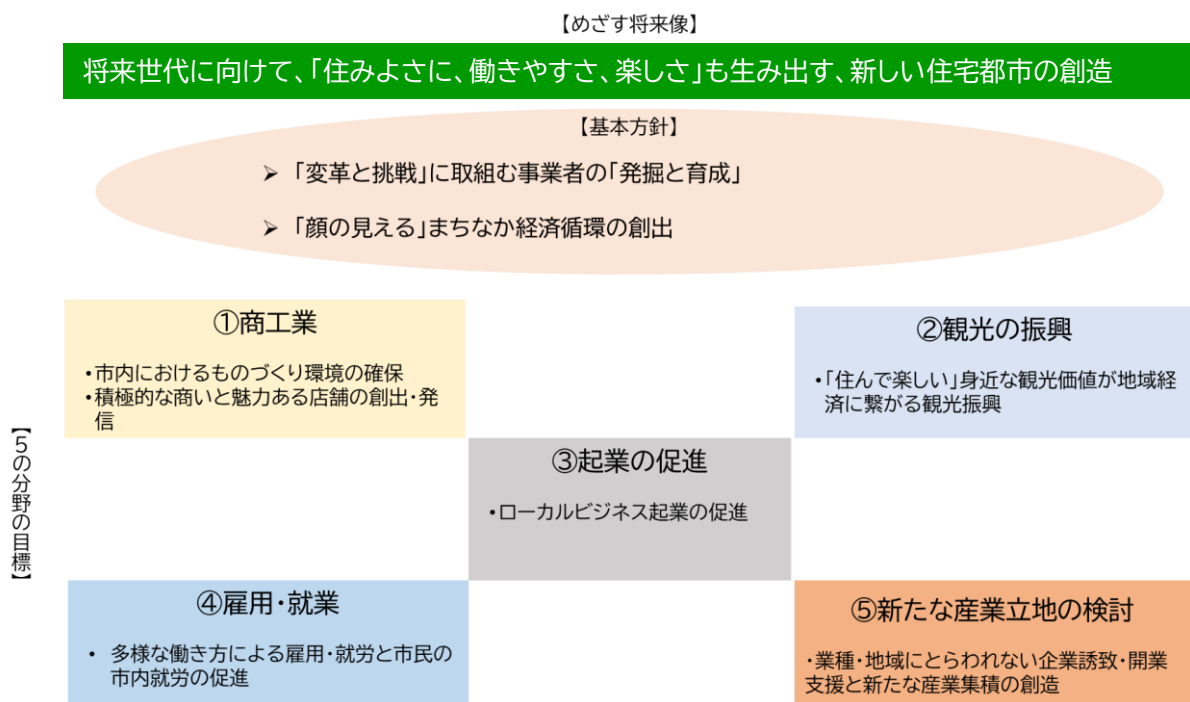 【めざす将来像】
将来世代に向けて、「住みよさに、働きやすさ、楽しさ」も生み出す、新しい住宅都市の創造
【基本方針】
➢ 「変革と挑戦」に取組む事業者の「発掘と育成」
➢ 「顔の見える」まちなか経済循環の創出
【5の分野の目標】
①商工業
・市内におけるものづくり環境の確保
・積極的な商いと魅力ある店舗の創出・発
信
②観光の振興
・「住んで楽しい」身近な観光価値が地域経
済に繋がる観光振興
③起業の促進
・ローカルビジネス起業の促進
④雇用・就業
・ 多様な働き方による雇用・就労と市民の
市内就労の促進
⑤新たな産業立地の検討
・業種・地域にとらわれない企業誘致・開業
支援と新たな産業集積の創造